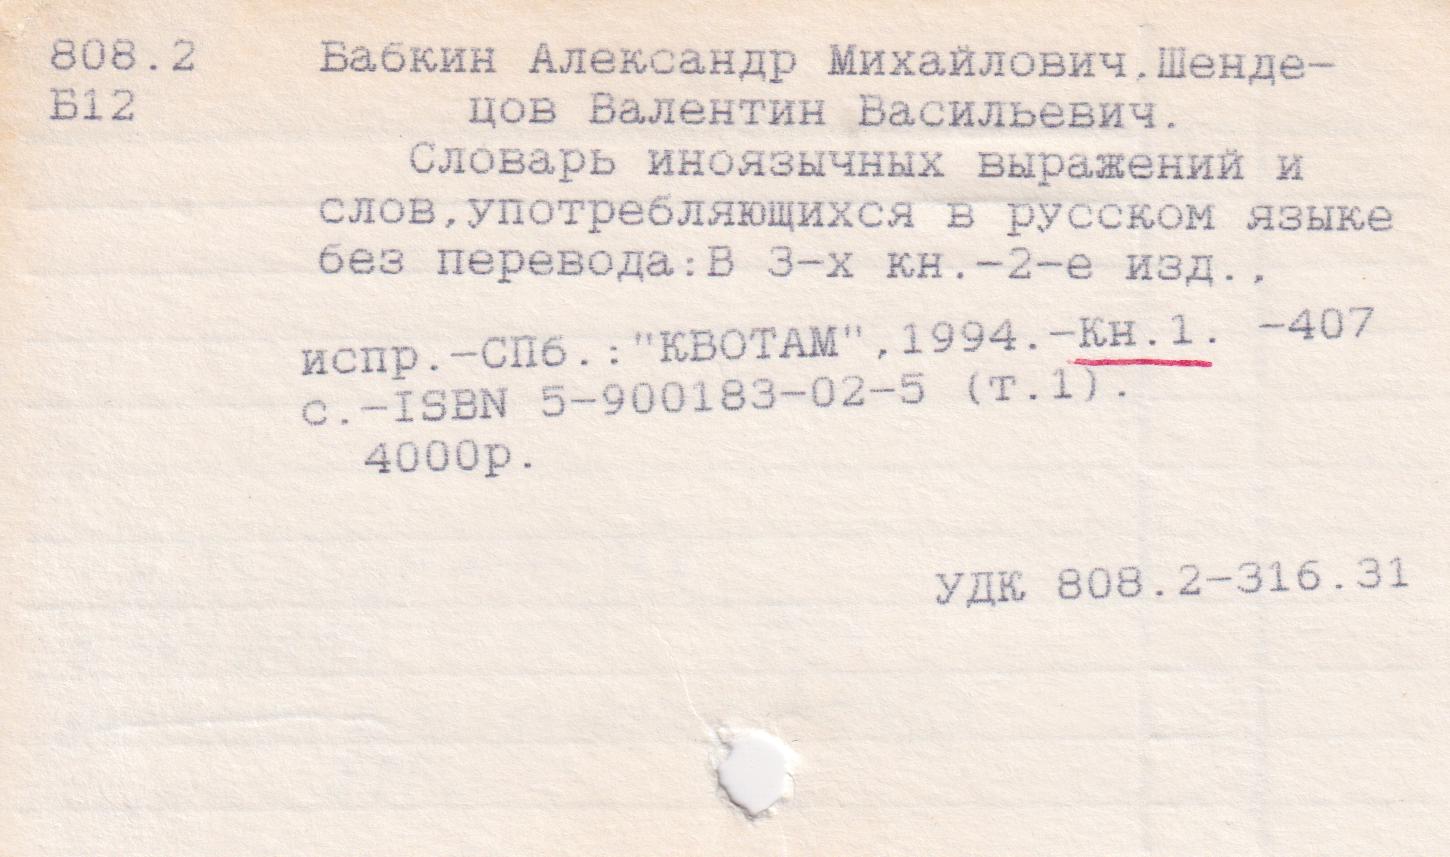 808.2 Бабкин Александр Михайлович,Шенде-
Б12 цов Валентин Васильевич.
Словарь иноязычных выражений и
слов,употребляющихся в русском языке
без перевода:В 3-х кн.-2-е изд.,
испр.-СПб.:"КВОТАМ",1994.-Кн.1. -407
с.-ISBN 5-900183-02-5 (т.1).
4000р.
УДК 808.2-316.31